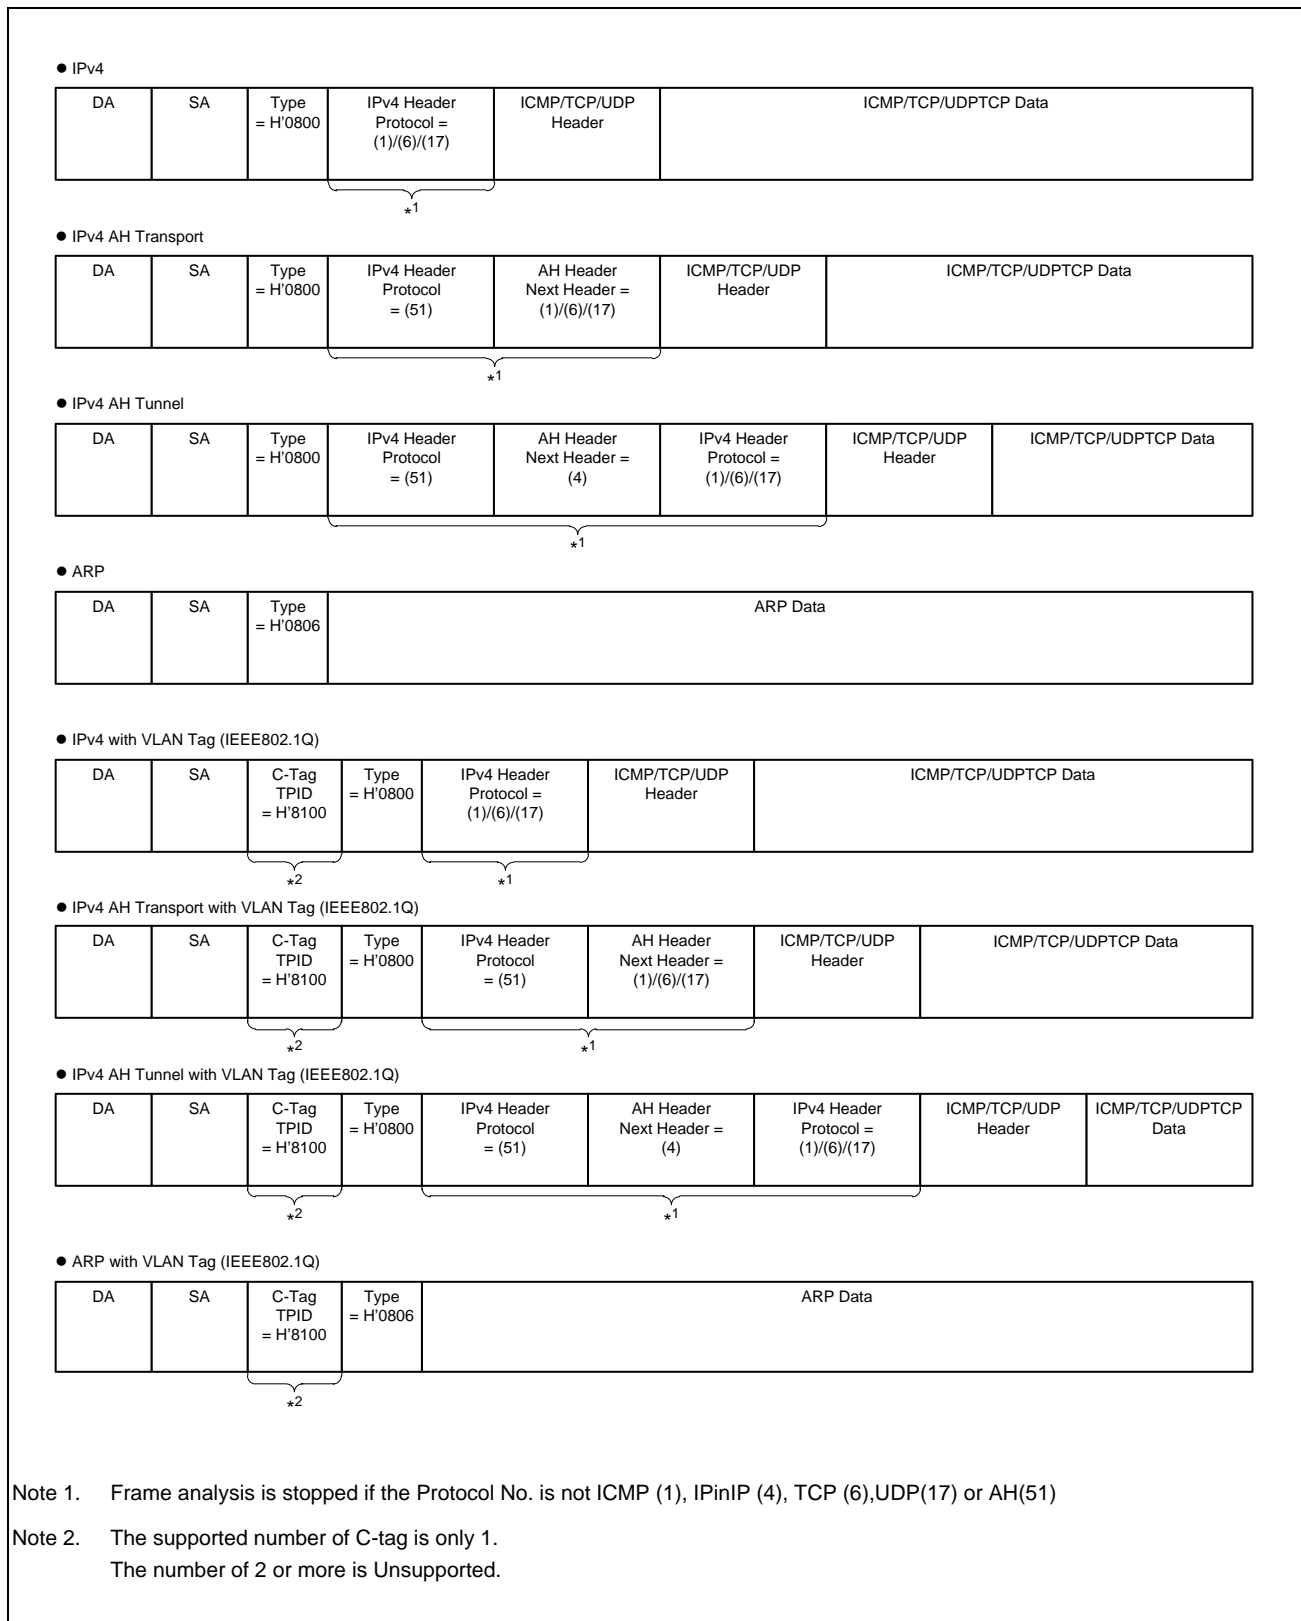 ● IPv4
DA SA Type IPv4 Header ICMP/TCP/UDP ICMP/TCP/UDPTCP Data
= H'0800 Protocol = Header
(1)/(6)/(17)
*1
● IPv4 AH Transport
DA SA Type IPv4 Header AH Header ICMP/TCP/UDP ICMP/TCP/UDPTCP Data
= H'0800 Protocol Next Header = Header
= (51) (1)/(6)/(17)
*1
● IPv4 AH Tunnel
DA SA Type IPv4 Header AH Header IPv4 Header ICMP/TCP/UDP ICMP/TCP/UDPTCP Data
= H'0800 Protocol Next Header = Protocol = Header
= (51) (4) (1)/(6)/(17)
*1
● ARP
DA SA Type ARP Data
= H'0806
● IPv4 with VLAN Tag (IEEE802.1Q)
DA SA C-Tag Type IPv4 Header ICMP/TCP/UDP ICMP/TCP/UDPTCP Data
TPID = H'0800 Protocol = Header
= H'8100 (1)/(6)/(17)
*2 *1
● IPv4 AH Transport with VLAN Tag (IEEE802.1Q)
DA SA C-Tag Type IPv4 Header AH Header ICMP/TCP/UDP ICMP/TCP/UDPTCP Data
TPID = H'0800 Protocol Next Header = Header
= H'8100 = (51) (1)/(6)/(17)
*2 *1
● IPv4 AH Tunnel with VLAN Tag (IEEE802.1Q)
DA SA C-Tag Type IPv4 Header AH Header IPv4 Header ICMP/TCP/UDP ICMP/TCP/UDPTCP
TPID = H'0800 Protocol Next Header = Protocol = Header Data
= H'8100 = (51) (4) (1)/(6)/(17)
*2 *1
● ARP with VLAN Tag (IEEE802.1Q)
DA SA C-Tag Type ARP Data
TPID = H'0806
= H'8100
*2
Note 1. Frame analysis is stopped if the Protocol No. is not ICMP (1), IPinIP (4), TCP (6),UDP(17) or AH(51)
Note 2. The supported number of C-tag is only 1.
The number of 2 or more is Unsupported.